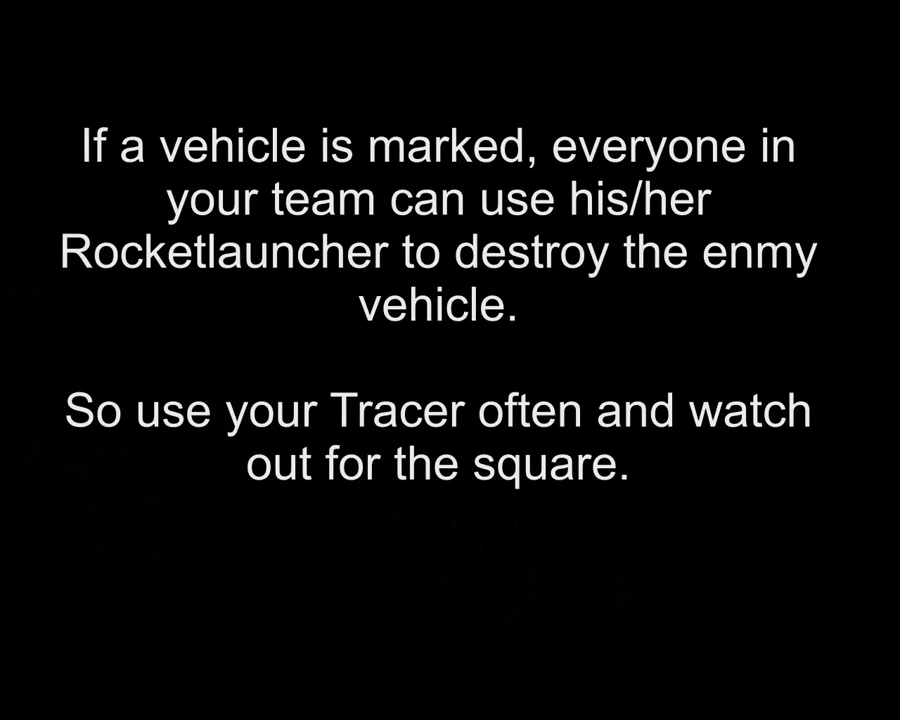 If a vehicle is marked, everyone in
your team can use his/her
Rocketlauncher to destroy the enmy
vehicle.
So use your Tracer often and watch
out for the square.